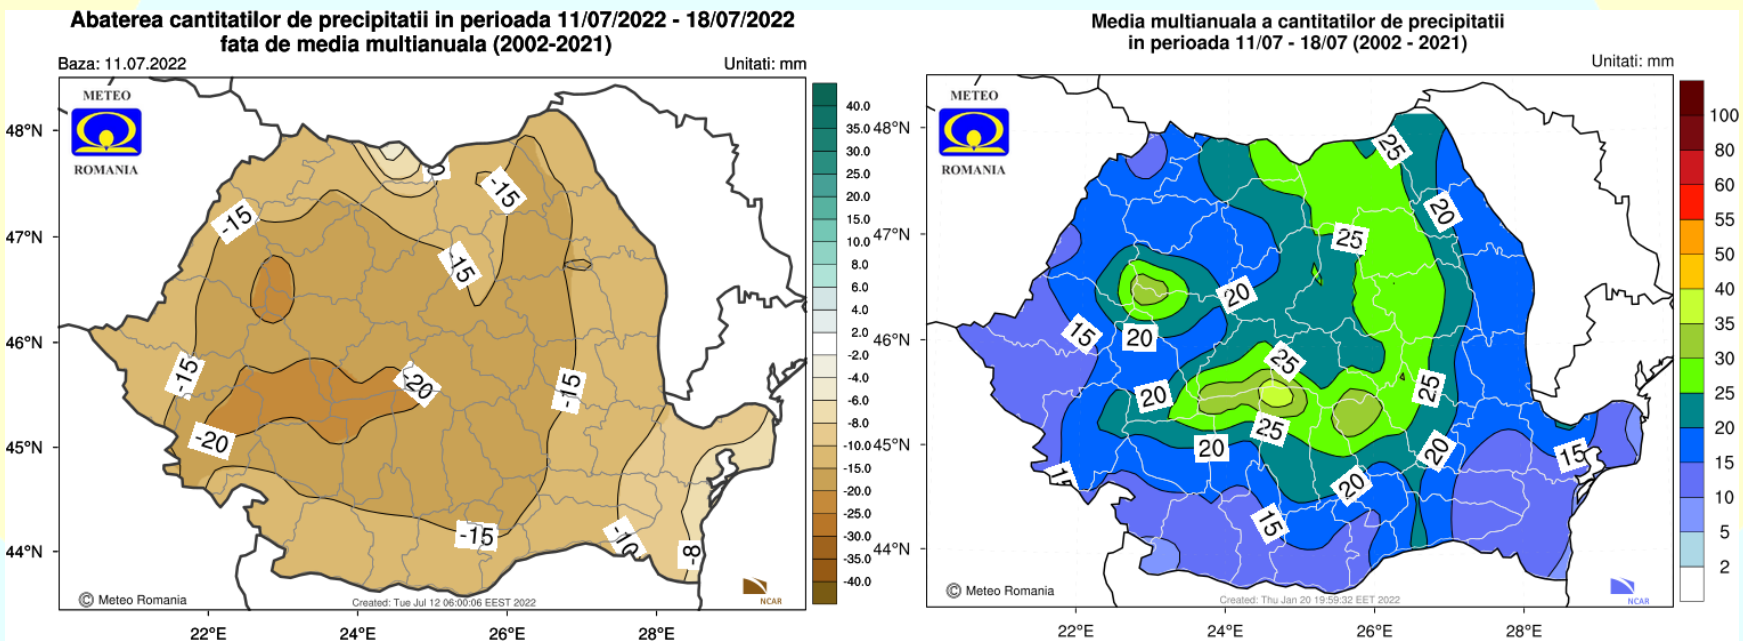 Abaterea cantitatilor de precipitatii in perioada 11/07/2022 - 18/07/2022
fata de media multianuala (2002-2021)
Baza: 11.07.2022
Unitati: mm
METEO
ROMANIA
48°N
47°N
46°N
45°N
44°N
22°E
24°E
26°E
28°E
0
-15
-15
-15
-15
-15
-20
-20
-15
-10
-8
40.0
35.0
30.0
25.0
20.0
15.0
10.0
8.0
6.0
4.0
2.0
-2.0
-4.0
-6.0
-8.0
-10.0
-15.0
-20.0
-25.0
-30.0
-35.0
-40.0
© Meteo Romania
Created: Tue Jul 12 06:00:06 EEST 2022
NCAR
Media multianuala a cantitatilor de precipitatii
in perioada 11/07 - 18/07 (2002 - 2021)
Unitati: mm
METEO
ROMANIA
48°N
47°N
46°N
45°N
44°N
22°E
24°E
26°E
28°E
25
20
25
20
15
20
25
20
25
25
20
20
20
15
15
100
80
60
55
50
40
35
30
25
20
15
10
5
2
© Meteo Romania
Created: Thu Jan 20 19:59:32 EET 2022
NCAR